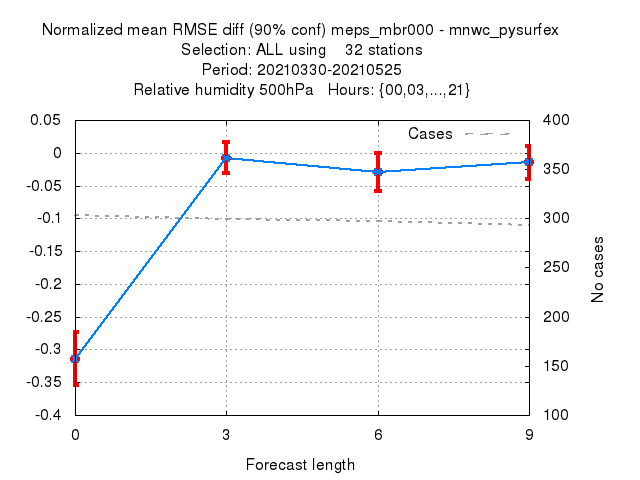 Normalized mean RMSE diff (90% conf) meps_mbr000 - mnwc_pysurfex
Selection: ALL using 32 stations
Period: 20210330-20210525
Relative humidity 500hPa Hours: {00,03,...,21}
Cases
0.05
0
-0.05
-0.1
-0.15
-0.2
-0.25
-0.3
-0.35
-0.4
400
350
300
250
200
150
100
No cases
0 3 6 9
Forecast length